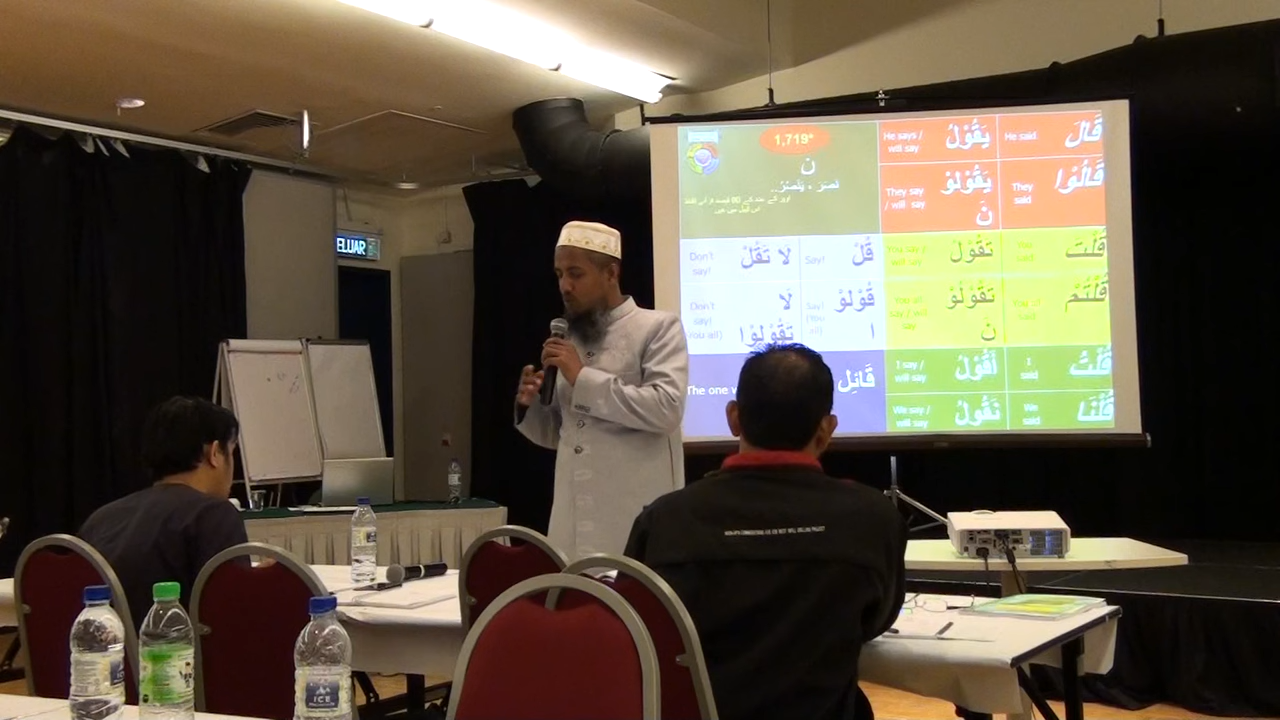 KELUAR
1,719*
ن
نَصَرَ ، يَنْصُرُ..
He says / will say
يَقُوْلُ
He said
قَالَ
They say / will say
يَقُوْلُوْنَ
They said
قَالُوْا
You say / will say
تَقُوْلُ
You said
قُلْتَ
You all say / will say
تَقُوْلُوْنَ
You all
قُلْتُمْ
I say / will say
أَقُوْلُ
I said
قُلْتُ
We say / will say
نَقُوْلُ
We said
قُلْنَا
Don't say!
لَا تَقُلْ
Say!
قُلْ
Don't say! (You all)
لَا تَقُوْلُوْا
Say! (You all)
قُوْلُوْا
The one
قَائِل
ICE